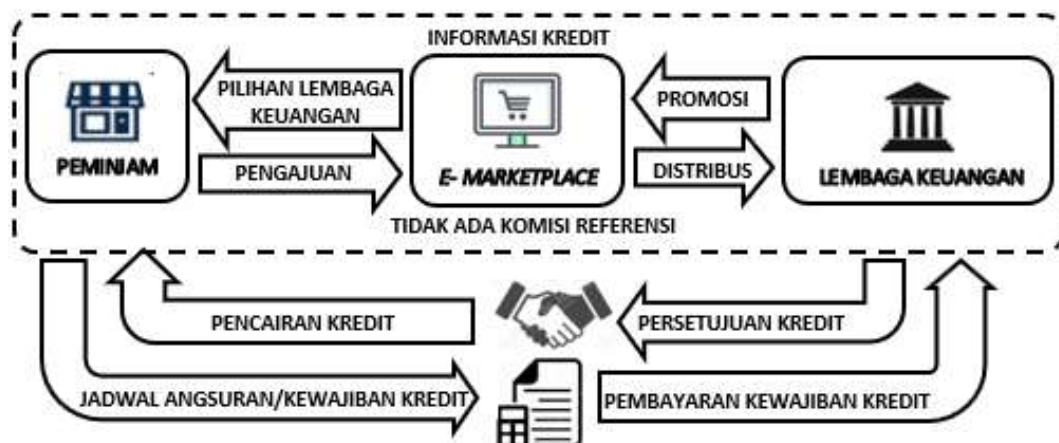 INFORMASI KREDIT
PILIHAN LEMBAGA
KEUANGAN
PROMOSI
PEMINJAM
PENGAJUAN
E- MARKETPLACE
DISTRIBUS
LEMBAGA KEUANGAN
TIDAK ADA KOMISI REFERENSI
PENCAIRAN KREDIT
PERSETUJUAN KREDIT
JADWAL ANGSURAN/KEWAJIBAN KREDIT
PEMBAYARAN KEWAJIBAN KREDIT